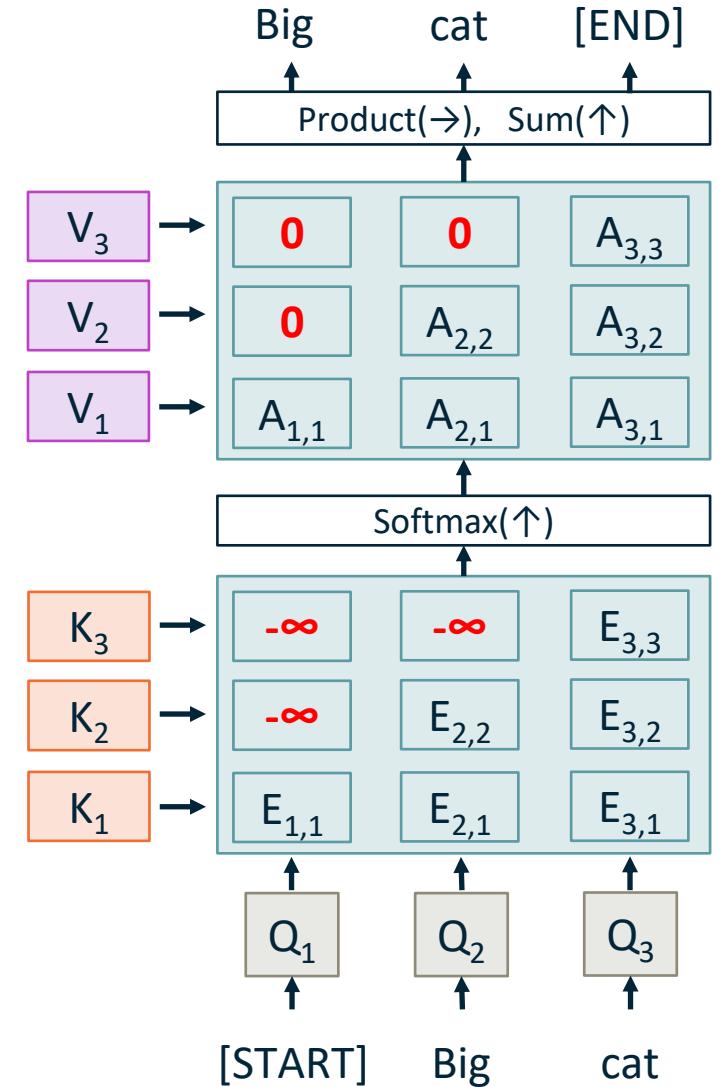 Big cat [END]
Product(→), Sum(↑)
V₃ 0 0 A₃,₃
V₂ 0 A₂,₂ A₃,₂
V₁ A₁,₁ A₂,₁ A₃,₁
Softmax(↑)
K₃ -∞ -∞ E₃,₃
K₂ -∞ E₂,₂ E₃,₂
K₁ E₁,₁ E₂,₁ E₃,₁
Q₁ Q₂ Q₃
[START] Big cat